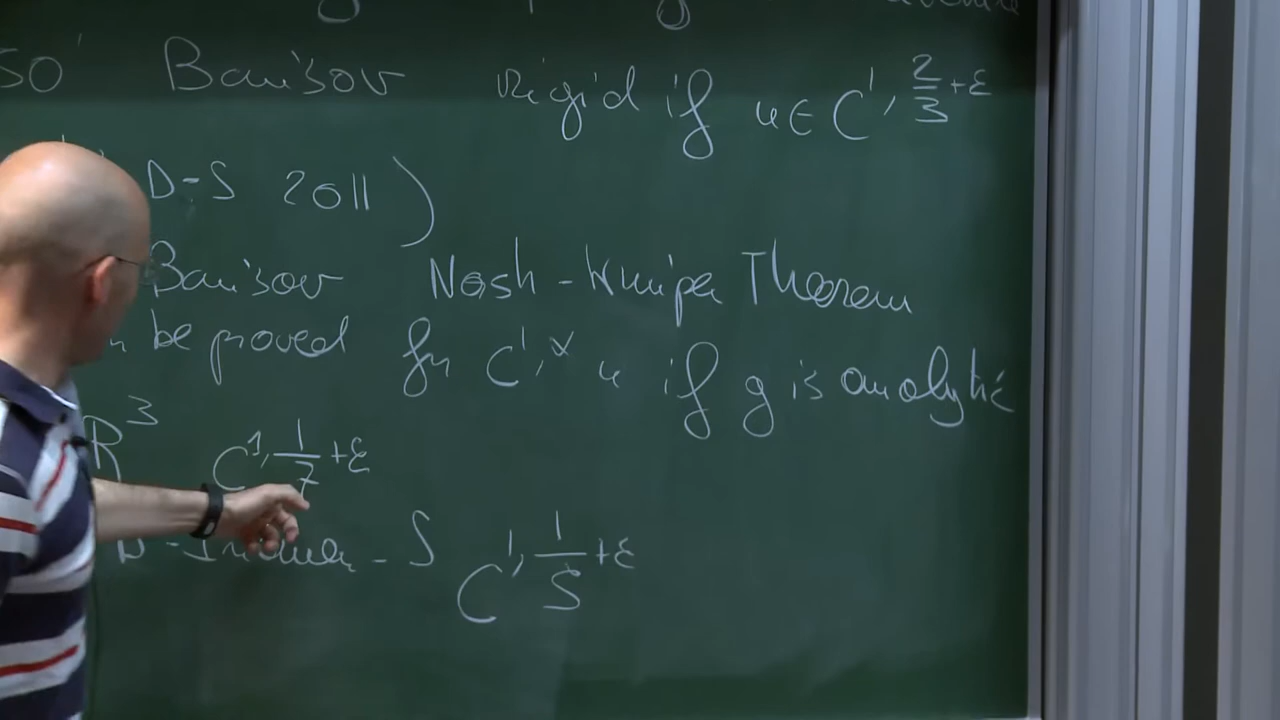 50' Borisov rigid if u ∈ C^{1, 2/3 + ε}
D-S 2011 )
Borisov Nash-Kuiper Theorem
be proved for C^{1,α} u if g is analytic
R^3 C^{1, 1/7 + ε}
- S C^{1, 1/5 + ε}